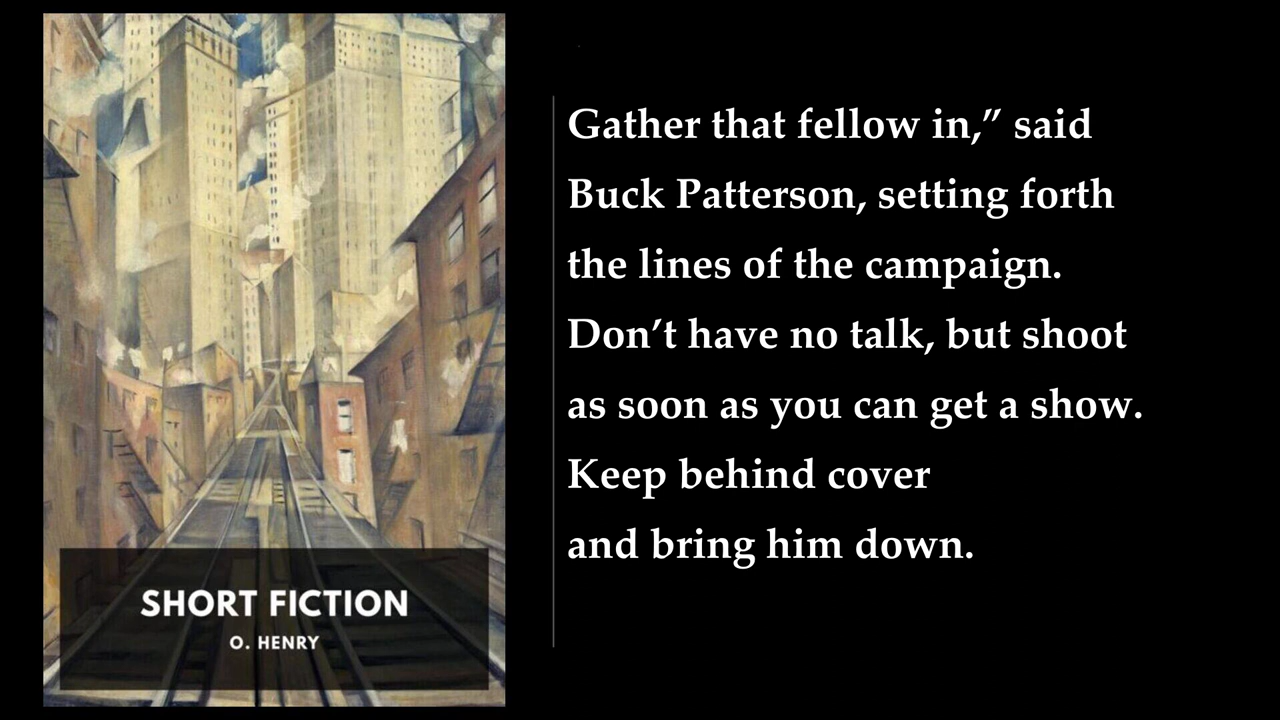 Gather that fellow in,” said
Buck Patterson, setting forth
the lines of the campaign.
Don’t have no talk, but shoot
as soon as you can get a show.
Keep behind cover
and bring him down.
SHORT FICTION
O. HENRY